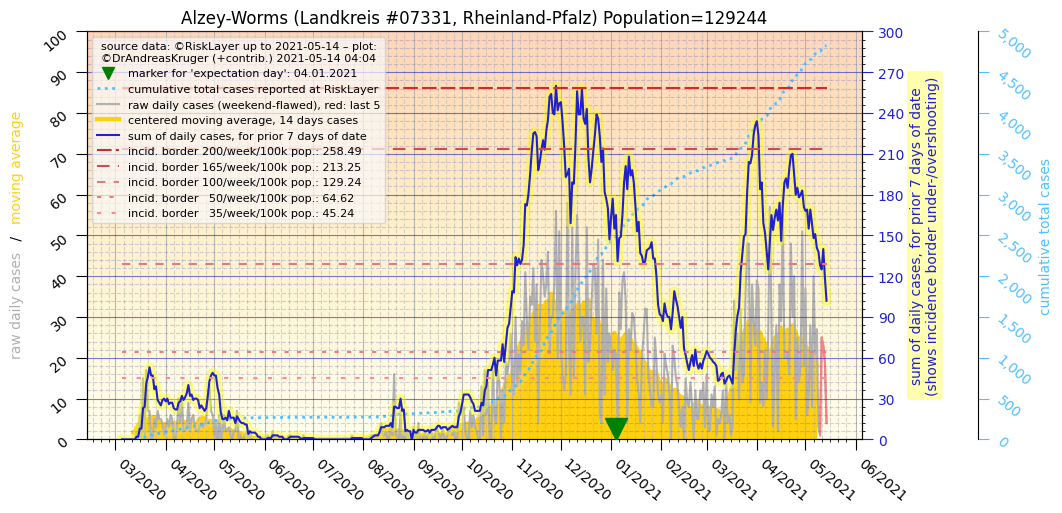 Alzey-Worms (Landkreis #07331, Rheinland-Pfalz) Population=129244
source data: ©RiskLayer up to 2021-05-14 – plot:
©DrAndreasKruger (+contrib.) 2021-05-14 04:04
marker for 'expectation day': 04.01.2021
cumulative total cases reported at RiskLayer
raw daily cases (weekend-flawed), red: last 5
centered moving average, 14 days cases
sum of daily cases, for prior 7 days of date
incid. border 200/week/100k pop.: 258.49
incid. border 165/week/100k pop.: 213.25
incid. border 100/week/100k pop.: 129.24
incid. border 50/week/100k pop.: 64.62
incid. border 35/week/100k pop.: 45.24
raw daily cases / moving average
100
90
80
70
60
50
40
30
20
10
0
03/2020
04/2020
05/2020
06/2020
07/2020
08/2020
09/2020
10/2020
11/2020
12/2020
01/2021
02/2021
03/2021
04/2021
05/2021
06/2021
300
270
240
210
180
150
120
90
60
30
0
sum of daily cases, for prior 7 days of date
(shows incidence border under-/overshooting)
5,000
4,500
4,000
3,500
3,000
2,500
2,000
1,500
1,000
500
0
cumulative total cases